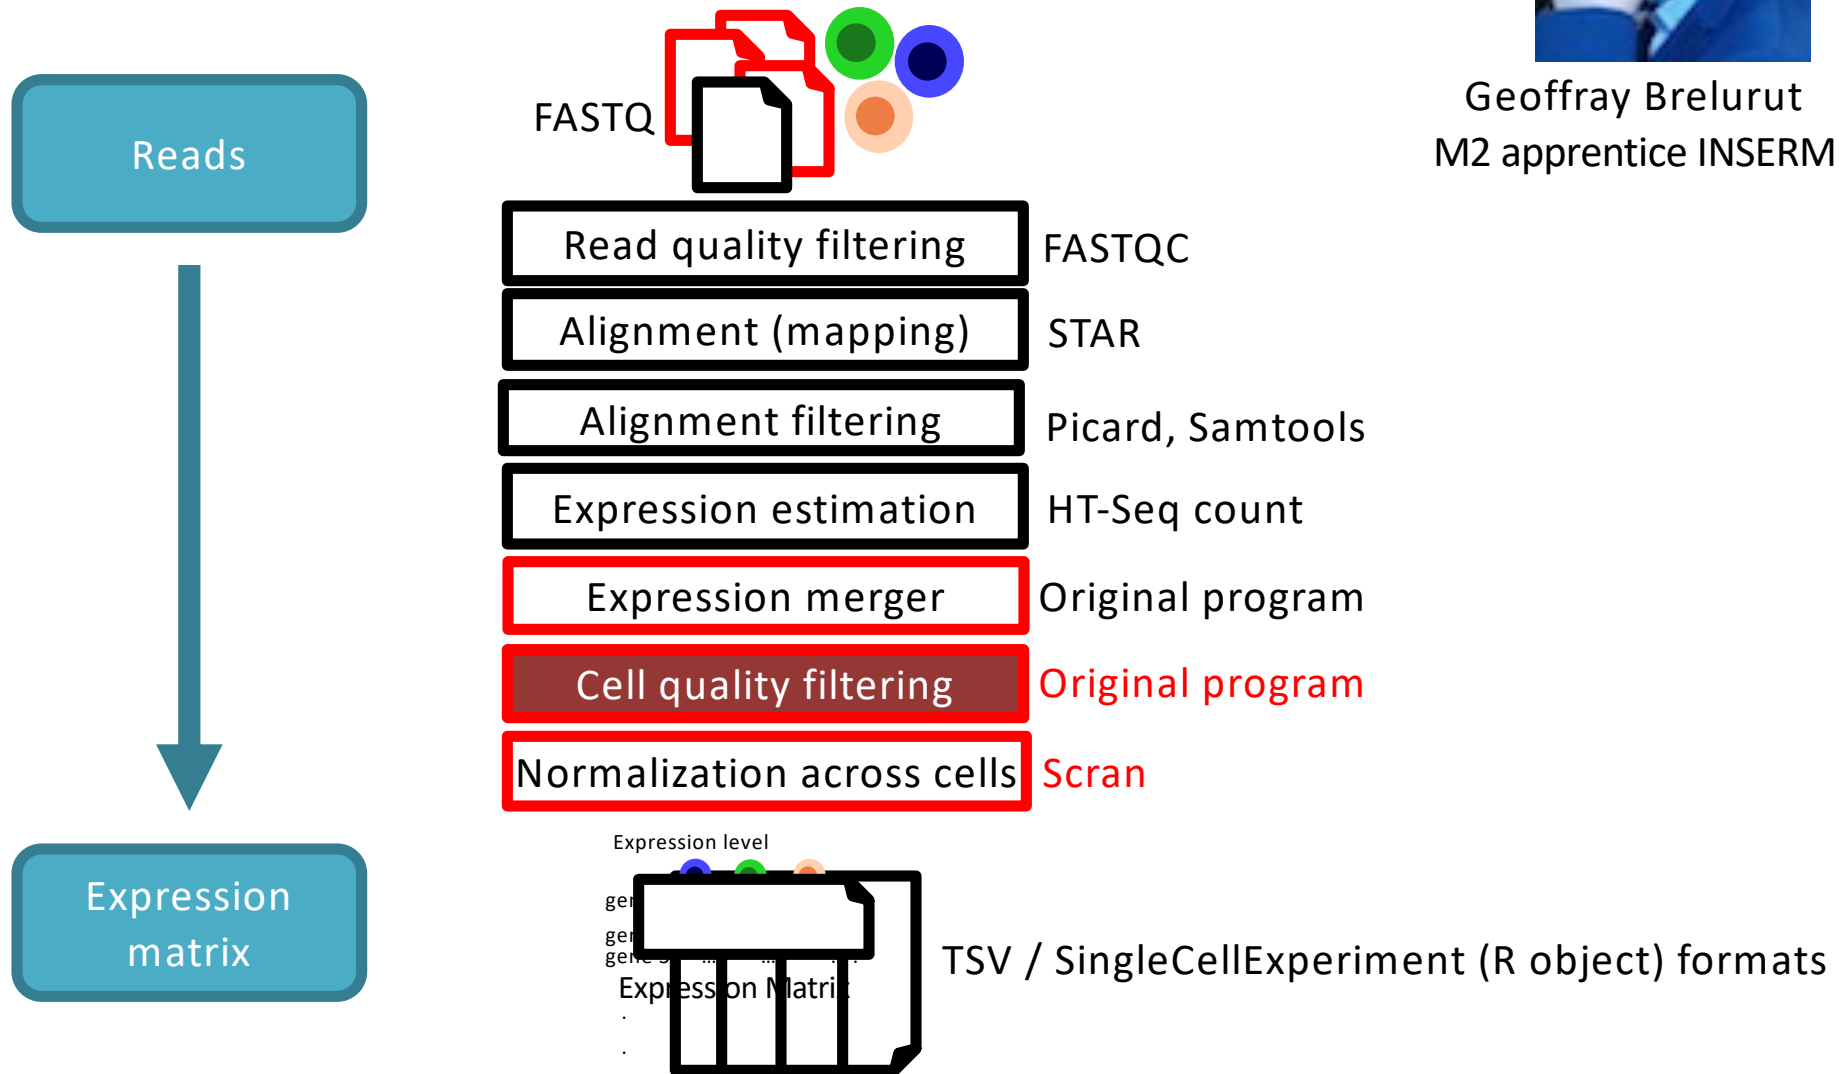 Geoffray Brelurut
M2 apprentice INSERM
Reads
FASTQ
Read quality filtering FASTQC
Alignment (mapping) STAR
Alignment filtering Picard, Samtools
Expression estimation HT-Seq count
Expression merger Original program
Cell quality filtering Original program
Normalization across cells Scran
Expression
matrix
Expression level
Expression Matrix
TSV / SingleCellExperiment (R object) formats